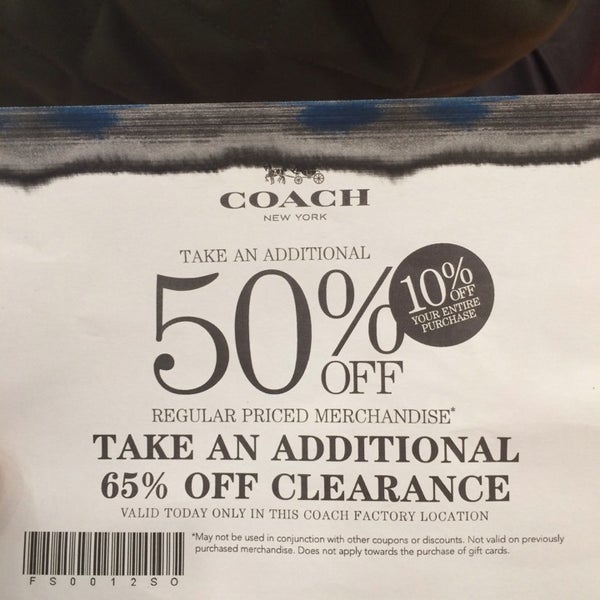 COACH
NEW YORK
TAKE AN ADDITIONAL
50% OFF
10% OFF
YOUR ENTIRE
PURCHASE
REGULAR PRICED MERCHANDISE*
TAKE AN ADDITIONAL
65% OFF CLEARANCE
VALID TODAY ONLY IN THIS COACH FACTORY LOCATION
*May not be used in conjunction with other coupons or discounts. Not valid on previously
purchased merchandise. Does not apply towards the purchase of gift cards.
FS0012SO